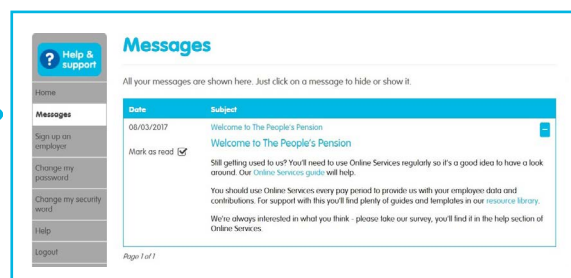 ? Help &
support
Home
Messages
Sign up an
employer
Change my
password
Change my security
word
Help
Logout
Messages
All your messages are shown here. Just click on a message to hide or show it.
Date Subject
08/03/2017 Welcome to The People's Pension
Mark as read
Welcome to The People's Pension
Still getting used to us? You'll need to use Online Services regularly so it's a good idea to have a look
around. Our Online Services guide will help.
You should use Online Services every pay period to provide us with your employee data and
contributions. For support with this you'll find plenty of guides and templates in our resource library.
We're always interested in what you think - please take our survey, you'll find it in the help section of
Online Services
Page 1 of 1